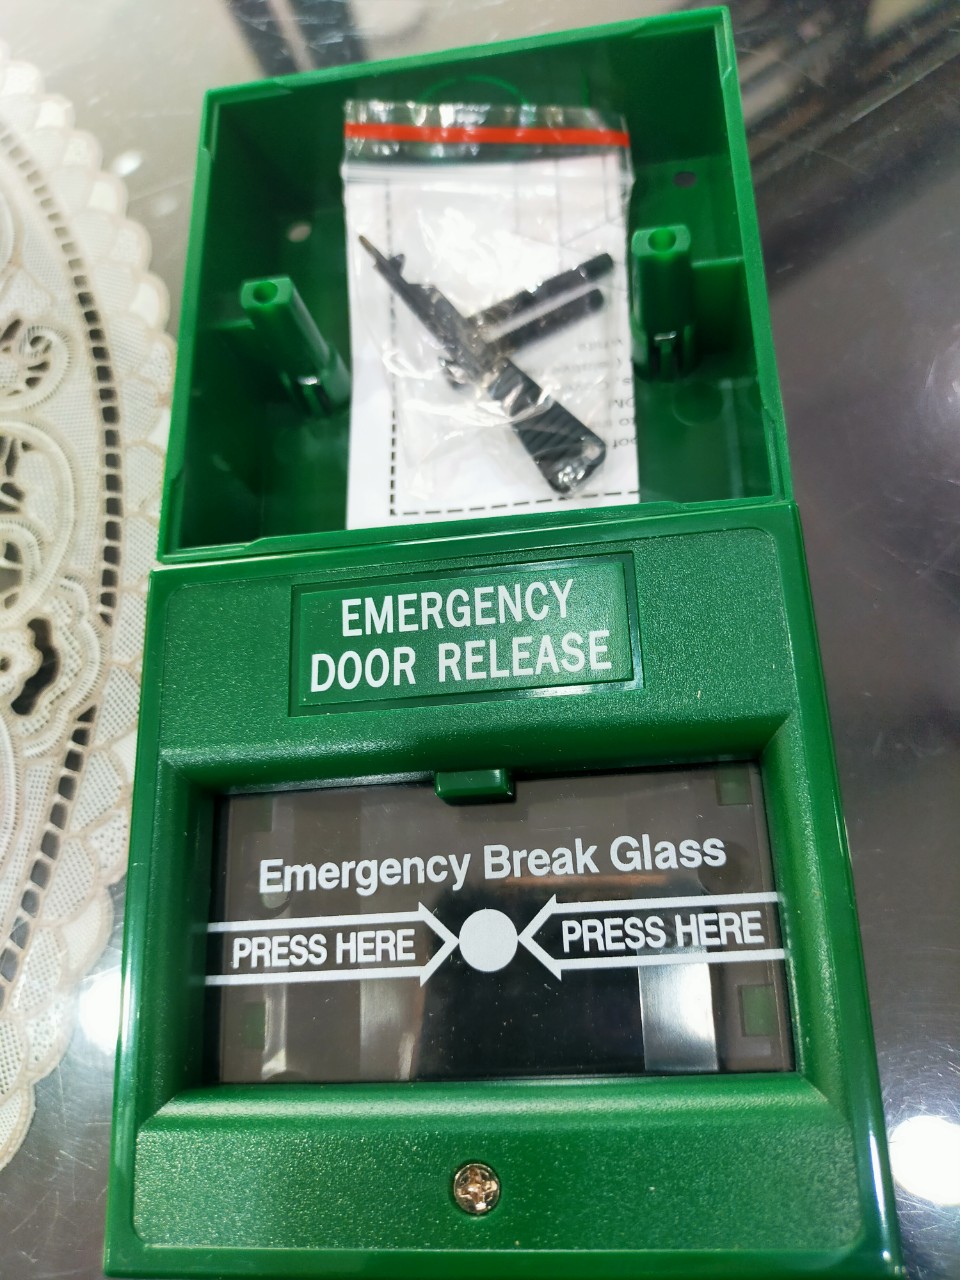 EMERGENCY
DOOR RELEASE
Emergency Break Glass
PRESS HERE PRESS HERE